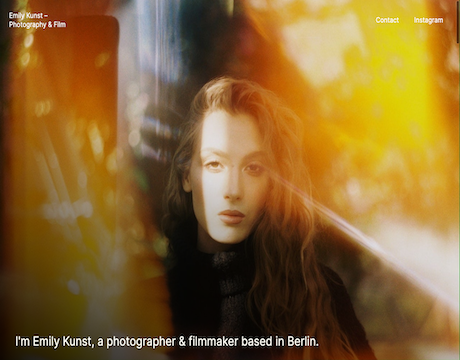 Emily Kunst –
Photography & Film
Contact
Instagram
I'm Emily Kunst, a photographer & filmmaker based in Berlin.